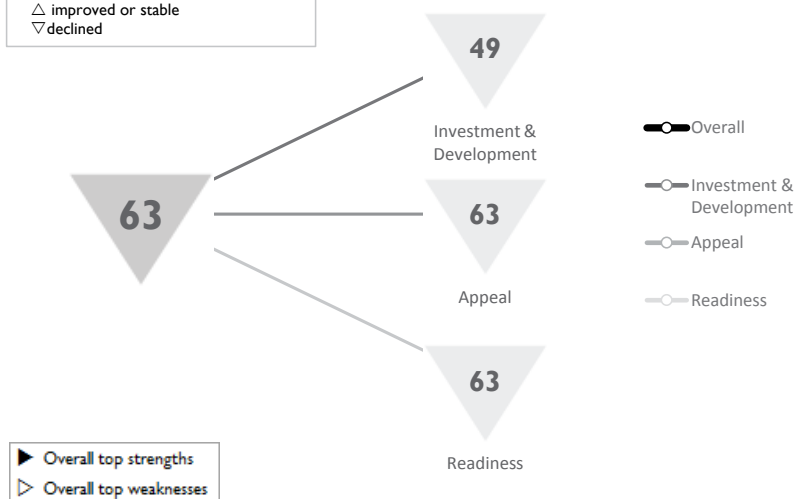 △ improved or stable
▽ declined
49
Investment &
Development
63
63
Appeal
63
Readiness
Overall
Investment &
Development
Appeal
Readiness
▶ Overall top strengths
▷ Overall top weaknesses